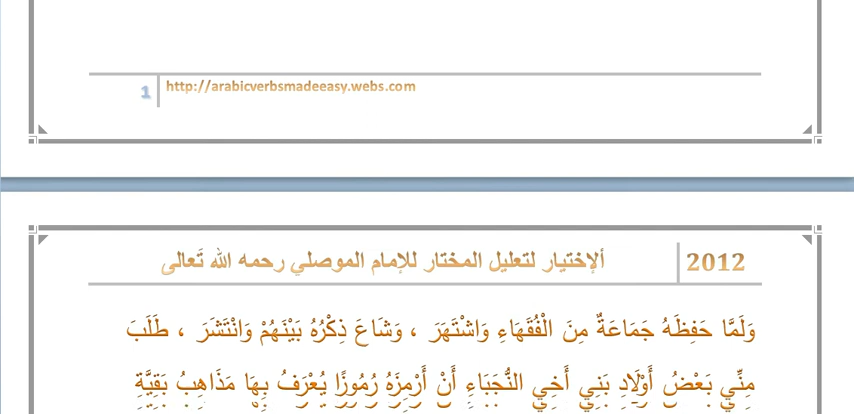 1 http://arabicverbsmadeeasy.webs.com
2012 ألإختيار لتعليل المختار للإمام الموصلي رحمه الله تَعالى
وَلَمَّا حَفِظَهُ جَمَاعَةٌ مِنَ الْفُقَهَاءِ وَاشْتَهَرَ ، وَشَاعَ ذِكْرُهُ بَيْنَهُمْ وَانْتَشَرَ ، طَلَبَ
مِنِّي بَعْضُ أَوْلَادِ بَنِي أَخِي النُّجَبَاءِ أَنْ أَرْمِزَهُ رُمُوزًا يُعْرَفُ بِهَا مَذَاهِبُ بَقِيَّةِ